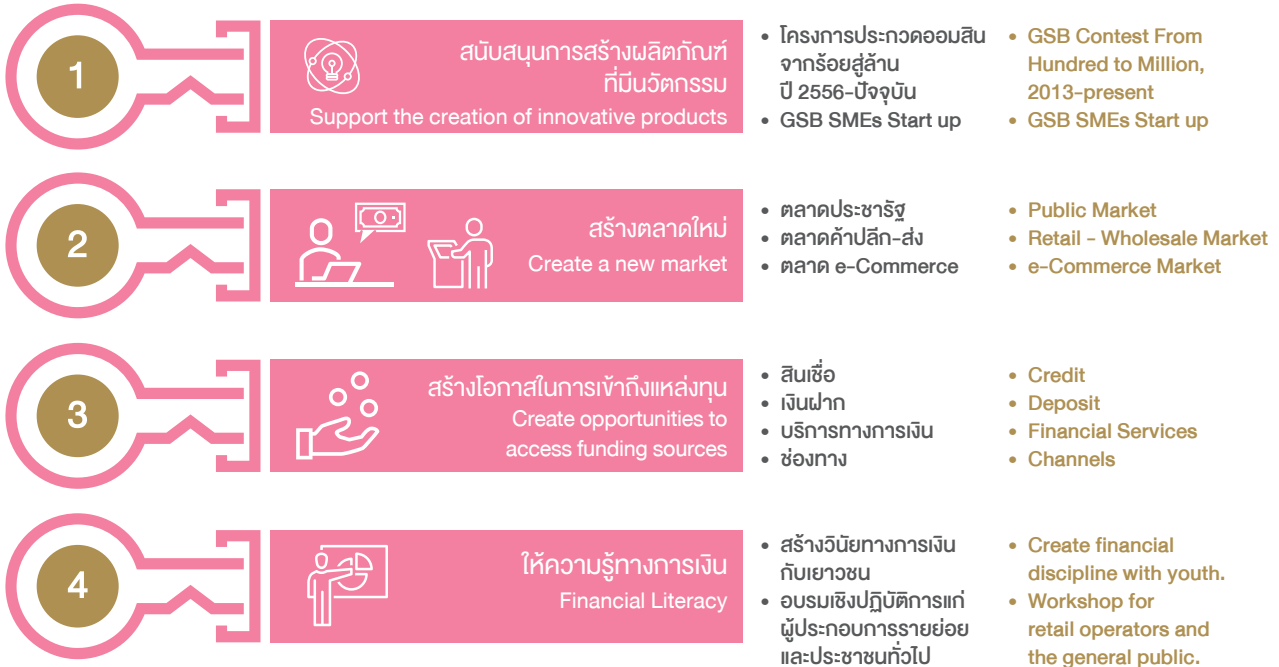 1
สนับสนุนการสร้างผลิตภัณฑ์
ที่มีนวัตกรรม
Support the creation of innovative products
• โครงการประกวดออมสิน
จากร้อยสู่ล้าน
ปี 2556-ปัจจุบัน
• GSB SMEs Start up
• GSB Contest From
Hundred to Million,
2013-present
• GSB SMEs Start up
2
สร้างตลาดใหม่
Create a new market
• ตลาดประชารัฐ
• ตลาดค้าปลีก-ส่ง
• ตลาด e-Commerce
• Public Market
• Retail - Wholesale Market
• e-Commerce Market
3
สร้างโอกาสในการเข้าถึงแหล่งทุน
Create opportunities to
access funding sources
• สินเชื่อ
• เงินฝาก
• บริการทางการเงิน
• ช่องทาง
• Credit
• Deposit
• Financial Services
• Channels
4
ให้ความรู้ทางการเงิน
Financial Literacy
• สร้างวินัยทางการเงิน
กับเยาวชน
• อบรมเชิงปฏิบัติการแก่
ผู้ประกอบการรายย่อย
และประชาชนทั่วไป
• Create financial
discipline with youth.
• Workshop for
retail operators and
the general public.